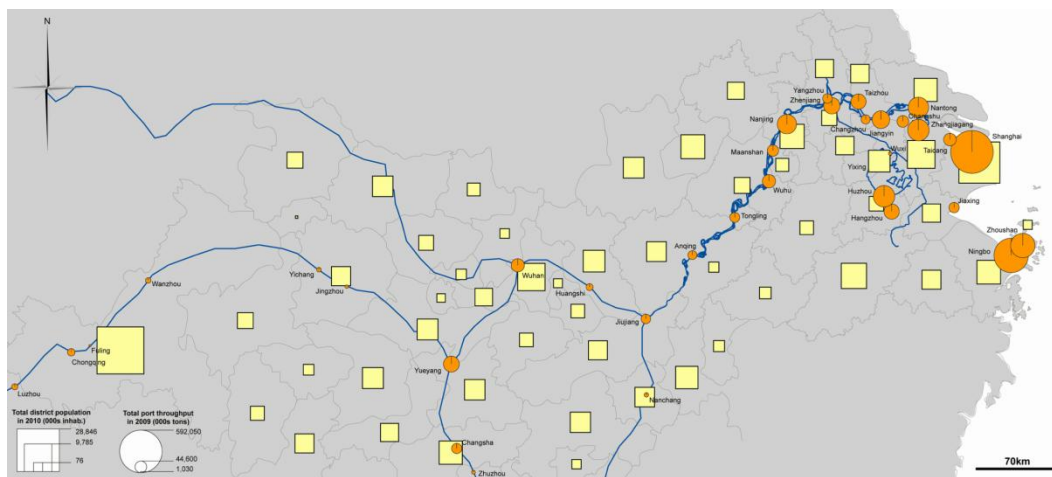 N
Yangzhou
Zhenjiang
Taizhou
Nantong
Changshu
Zhangjiagang
Nanjing
Changzhou
Jiangyin
Shanghai
Maanshan
Wuxi
Taicang
Yixing
Wuhu
Huzhou
Jiaxing
Tongling
Hangzhou
Zhoushao
Anqing
Ningbo
Wuhan
Yichang
Wanzhou
Jingzhou
Huangshi
Jiujiang
Fuling
Chongqing
Yueyang
Luzhou
Nanchang
Changsha
Zhuzhou
Total district population
in 2010 (000s inhab.)
28,846
9,785
76
Total port throughput
in 2009 (000s tons)
592,050
44,600
1,030
70km